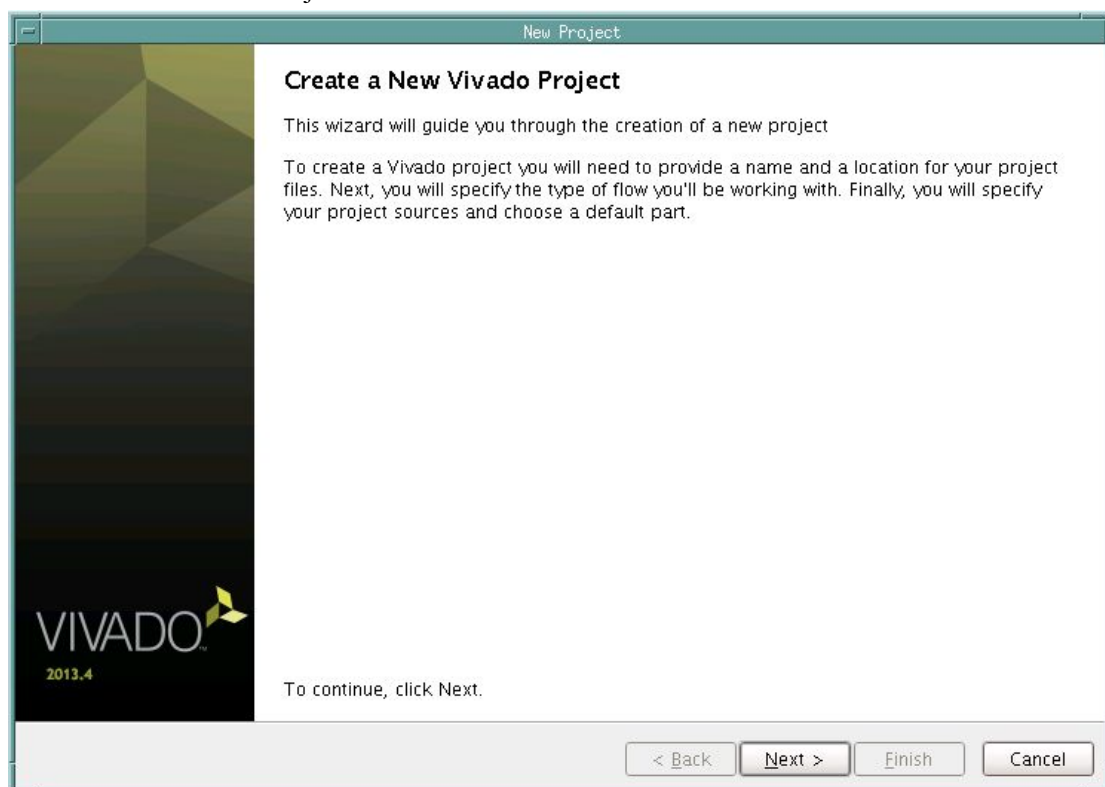 New Project
Create a New Vivado Project
This wizard will guide you through the creation of a new project
To create a Vivado project you will need to provide a name and a location for your project
files. Next, you will specify the type of flow you'll be working with. Finally, you will specify
your project sources and choose a default part.
VIVADO™
2013.4
To continue, click Next.
< Back Next > Finish Cancel